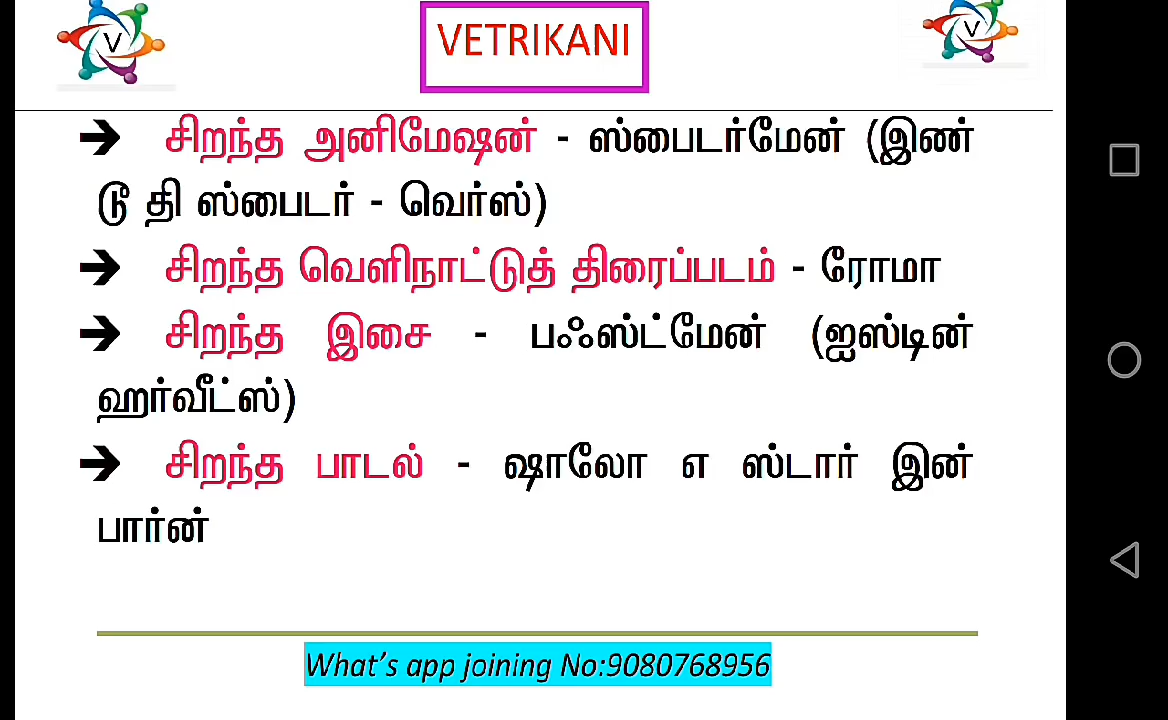 V VETRIKANI V
➔ சிறந்த அனிமேஷன் - ஸ்பைடர்மேன் (இண்
டூ தி ஸ்பைடர் - வெர்ஸ்)
➔ சிறந்த வெளிநாட்டுத் திரைப்படம் - ரோமா
➔ சிறந்த இசை - பஃஸ்ட்மேன் (ஐஸ்டின்
ஹர்வீட்ஸ்)
➔ சிறந்த பாடல் - ஷாலோ எ ஸ்டார் இன்
பார்ன்
What's app joining No:9080768956